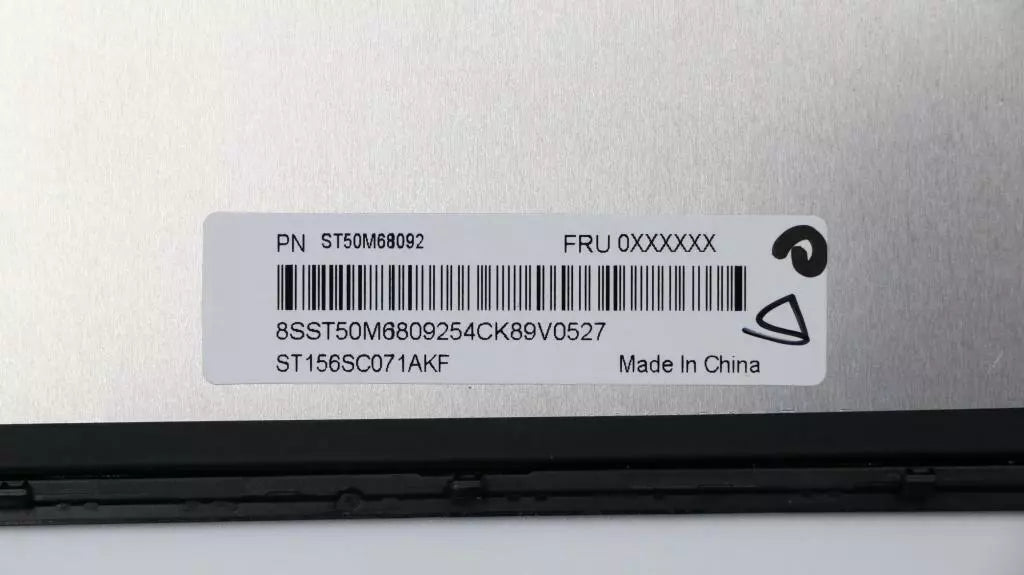 PN ST50M68092 FRU 0XXXXXX
8SST50M6809254CK89V0527
ST156SC071AKF Made In China